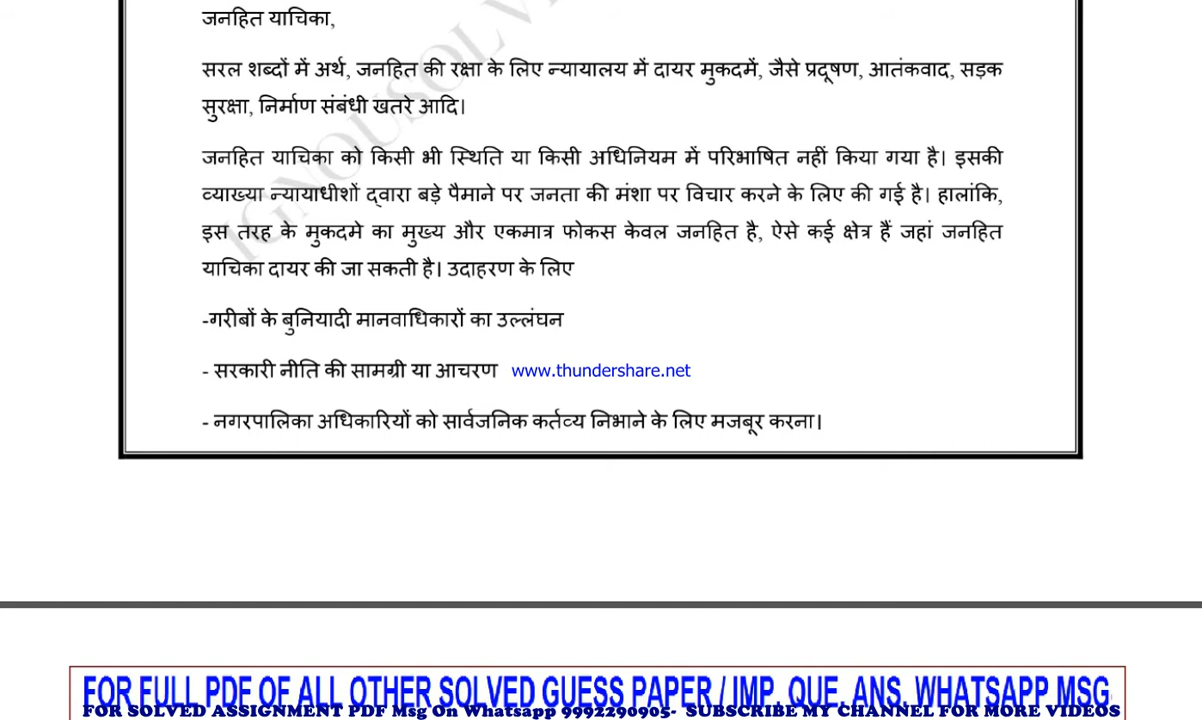 जनहित याचिका,
सरल शब्दों में अर्थ, जनहित की रक्षा के लिए न्यायालय में दायर मुकदमें, जैसे प्रदूषण, आतंकवाद, सड़क
सुरक्षा, निर्माण संबंधी खतरे आदि।
जनहित याचिका को किसी भी स्थिति या किसी अधिनियम में परिभाषित नहीं किया गया है। इसकी
व्याख्या न्यायाधीशों द्वारा बड़े पैमाने पर जनता की मंशा पर विचार करने के लिए की गई है। हालांकि,
इस तरह के मुकदमे का मुख्य और एकमात्र फोकस केवल जनहित है, ऐसे कई क्षेत्र हैं जहां जनहित
याचिका दायर की जा सकती है। उदाहरण के लिए
-गरीबों के बुनियादी मानवाधिकारों का उल्लंघन
- सरकारी नीति की सामग्री या आचरण www.thundershare.net
- नगरपालिका अधिकारियों को सार्वजनिक कर्तव्य निभाने के लिए मजबूर करना।
IGNOUSOLV
FOR FULL PDF OF ALL OTHER SOLVED GUESS PAPER / IMP. QUE. ANS. WHATSAPP MSG
FOR SOLVED ASSIGNMENT PDF Msg On Whatsapp 9992290905- SUBSCRIBE MY CHANNEL FOR MORE VIDEOS